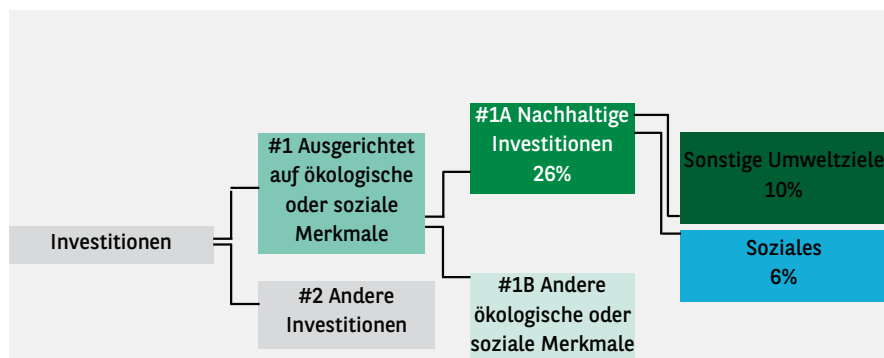 Investitionen
#1 Ausgerichtet
auf ökologische
oder soziale
Merkmale
#2 Andere
Investitionen
#1A Nachhaltige
Investitionen
26%
#1B Andere
ökologische oder
soziale Merkmale
Sonstige Umweltziele
10%
Soziales
6%